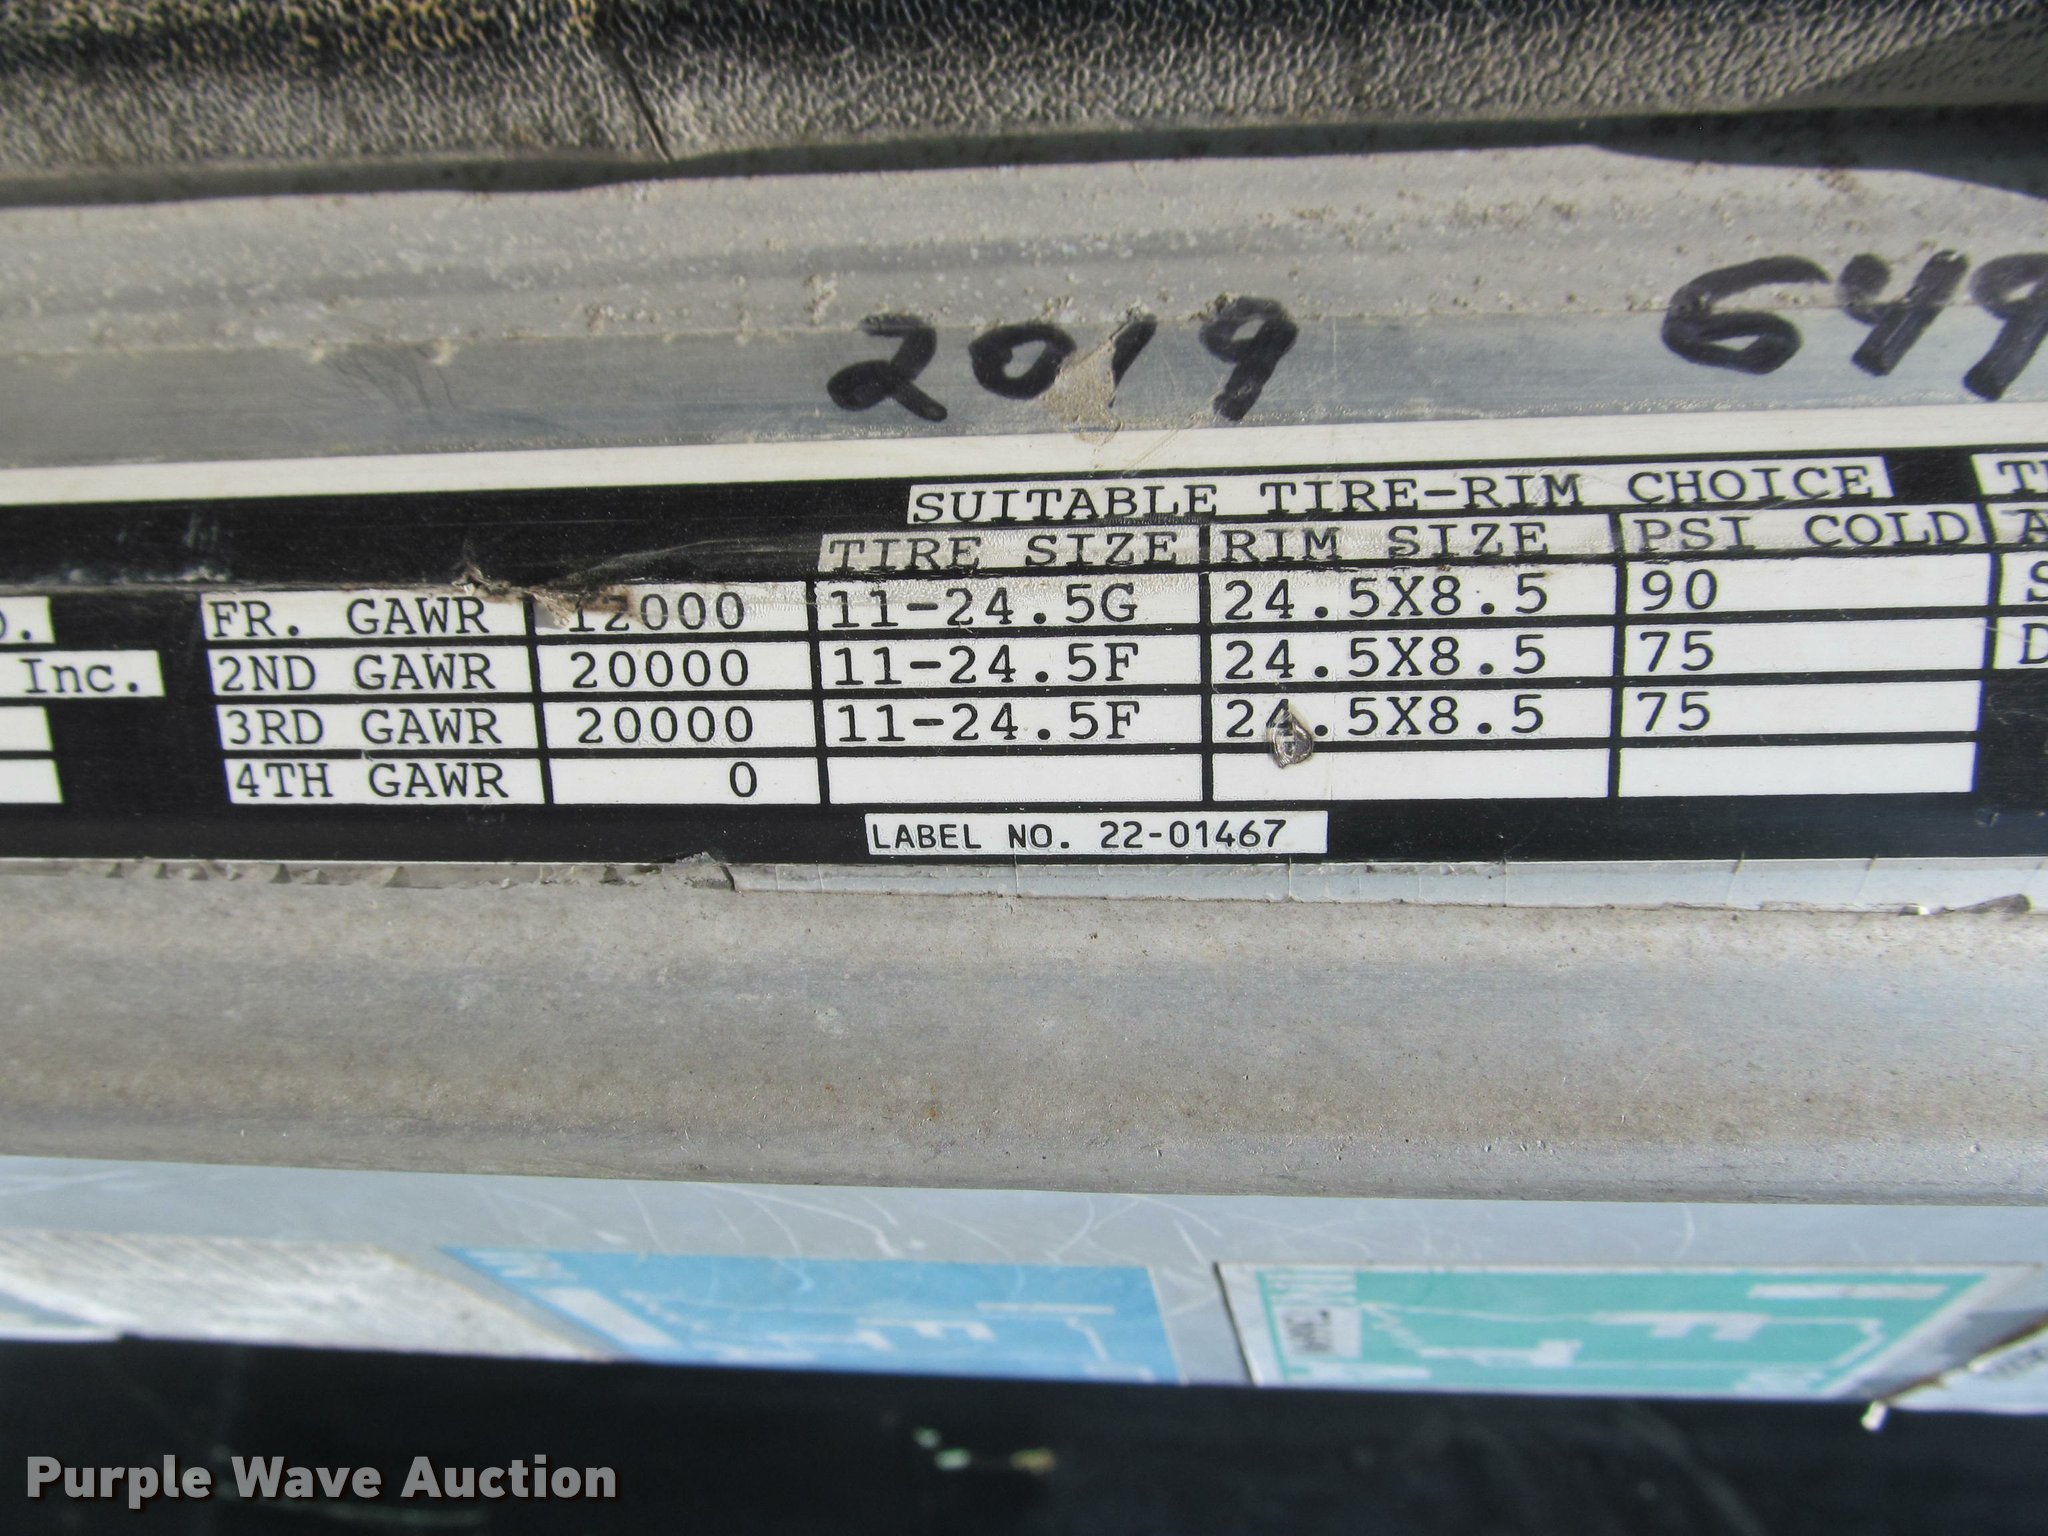 2019 649
SUITABLE TIRE-RIM CHOICE
TIRE SIZE RIM SIZE PSI COLD
FR. GAWR 12000 11-24.5G 24.5X8.5 90
Inc. 2ND GAWR 20000 11-24.5F 24.5X8.5 75
3RD GAWR 20000 11-24.5F 24.5X8.5 75
4TH GAWR 0
LABEL NO. 22-01467
Purple Wave Auction